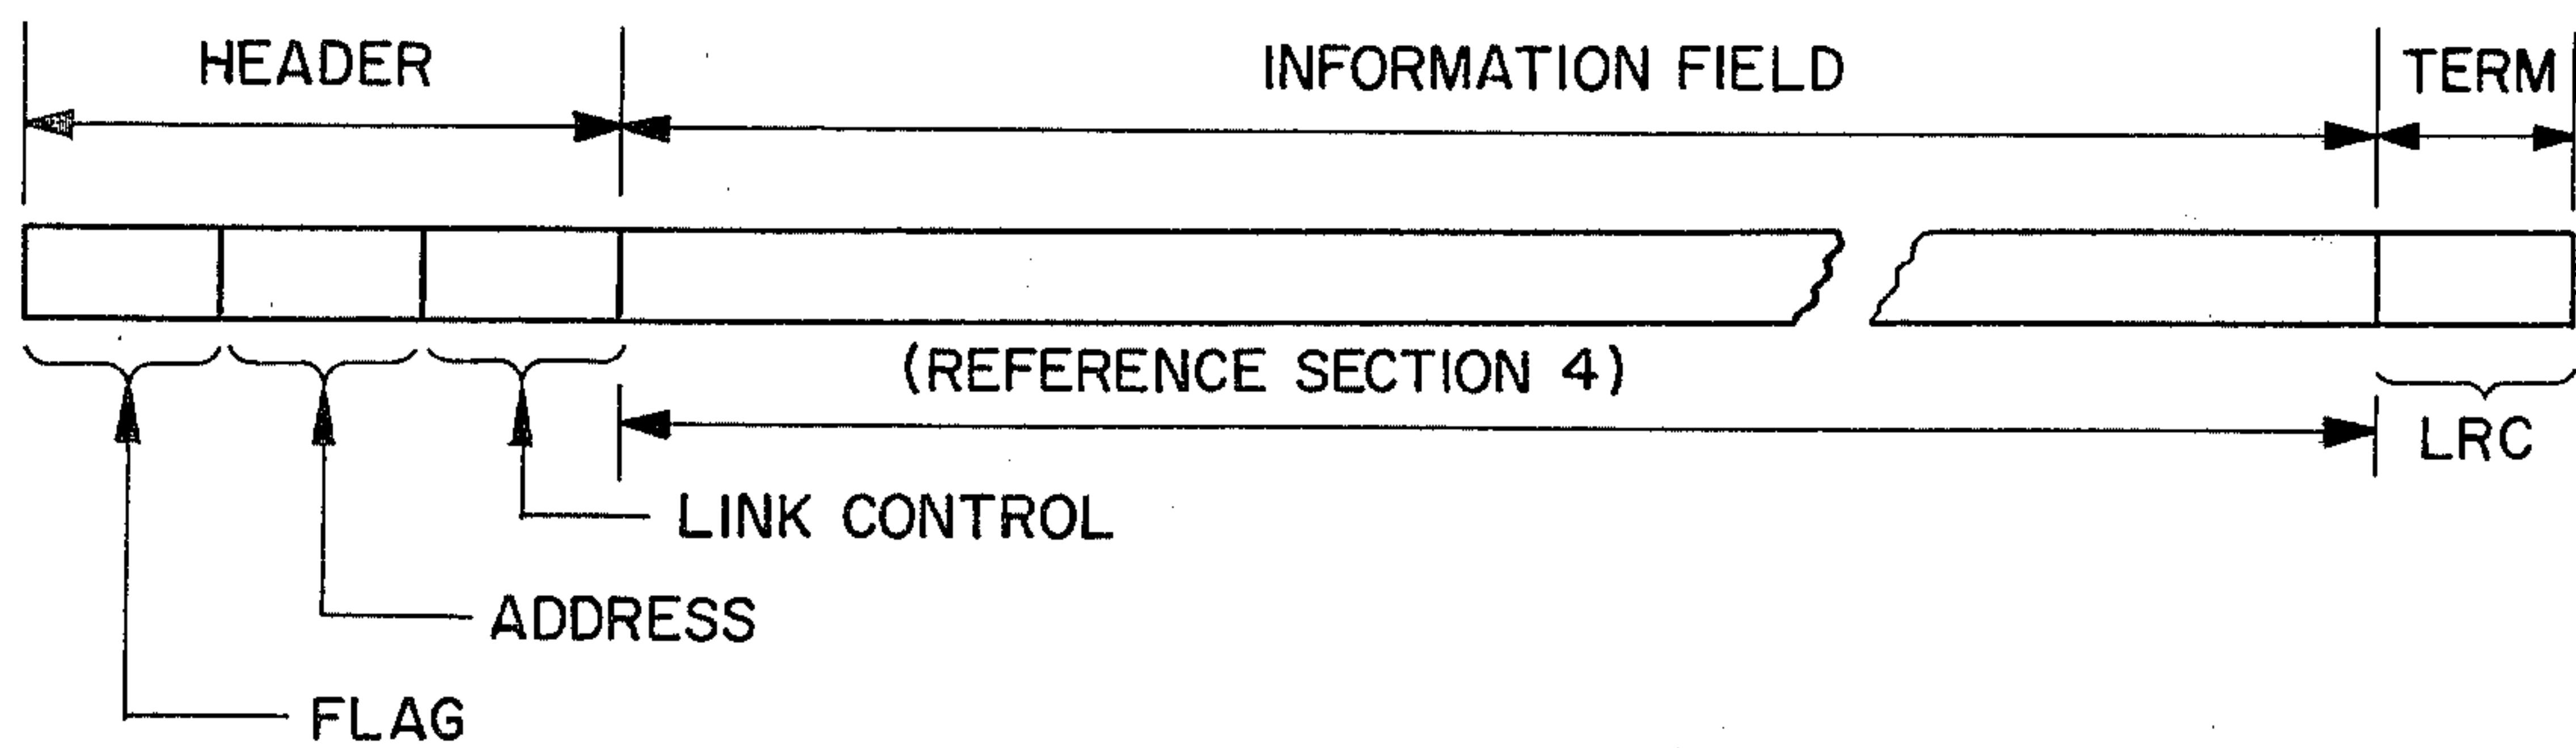 HEADER
INFORMATION FIELD
TERM
(REFERENCE SECTION 4)
LRC
LINK CONTROL
ADDRESS
FLAG